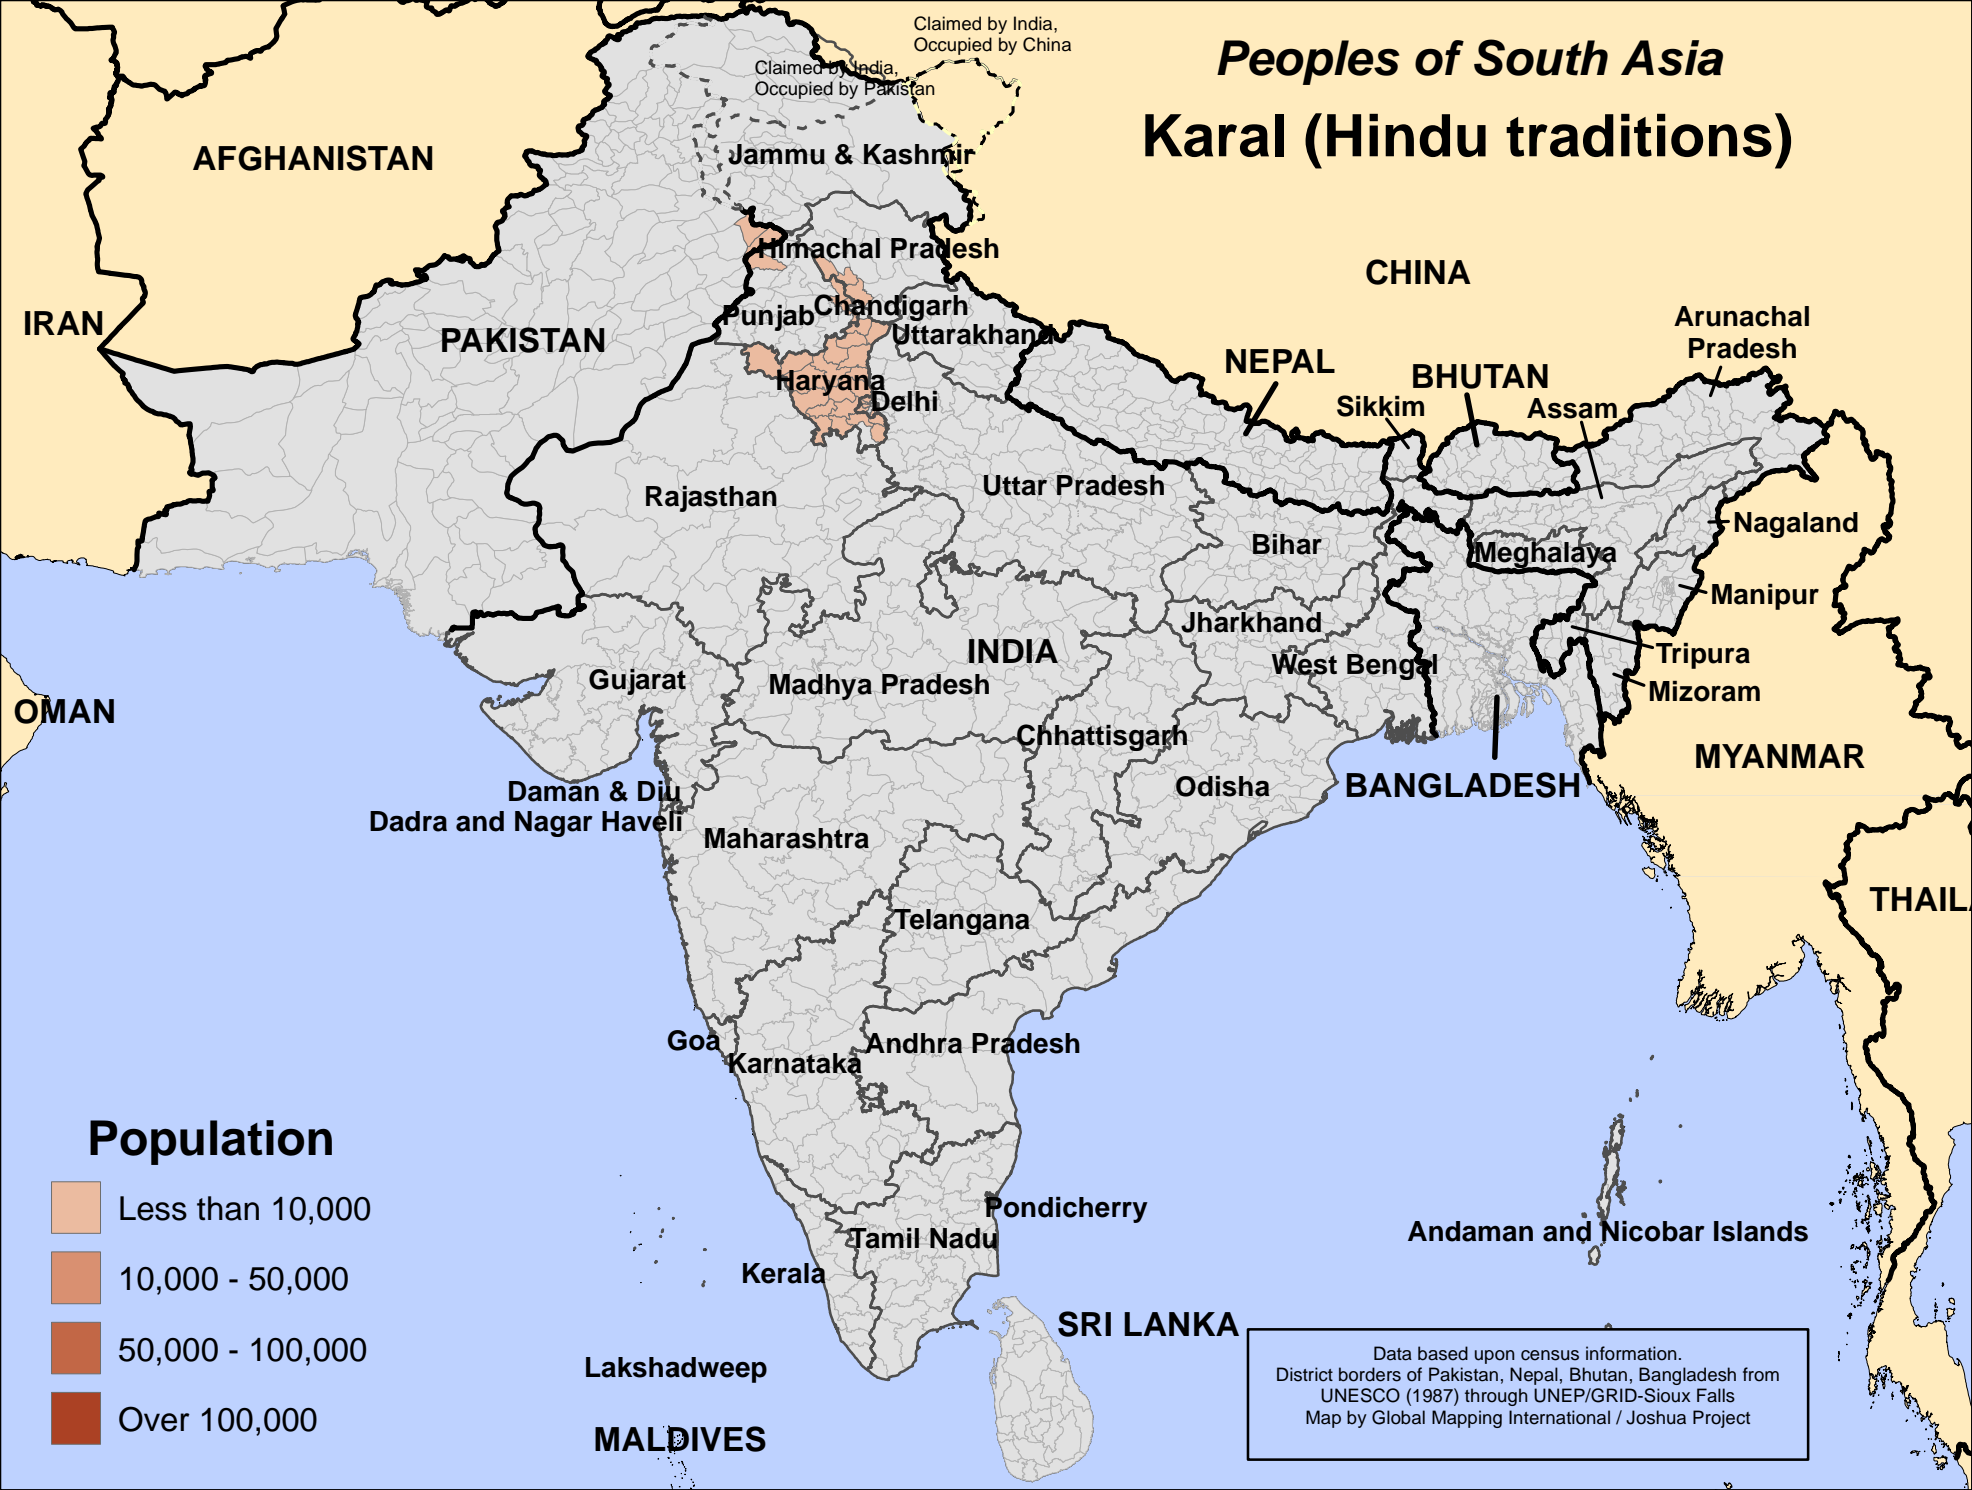 Claimed by India,
Occupied by China
Peoples of South Asia
Karal (Hindu traditions)
Claimed by India,
Occupied by Pakistan
AFGHANISTAN
Jammu & Kashmir
Himachal Pradesh
CHINA
IRAN
PAKISTAN
Punjab
Chandigarh
Uttarakhand
Arunachal
Pradesh
NEPAL
BHUTAN
Haryana
Delhi
Sikkim
Assam
Rajasthan
Uttar Pradesh
Nagaland
Bihar
Meghalaya
Manipur
Jharkhand
INDIA
Tripura
West Bengal
Gujarat
Madhya Pradesh
Mizoram
OMAN
Chhattisgarh
MYANMAR
Odisha
BANGLADESH
Daman & Diu
Dadra and Nagar Haveli
Maharashtra
THAIL
Telangana
Goa
Andhra Pradesh
Karnataka
Population
Less than 10,000
10,000 - 50,000
50,000 - 100,000
Over 100,000
Pondicherry
Tamil Nadu
Andaman and Nicobar Islands
Kerala
SRI LANKA
Lakshadweep
MALDIVES
Data based upon census information.
District borders of Pakistan, Nepal, Bhutan, Bangladesh from
UNESCO (1987) through UNEP/GRID-Sioux Falls
Map by Global Mapping International / Joshua Project